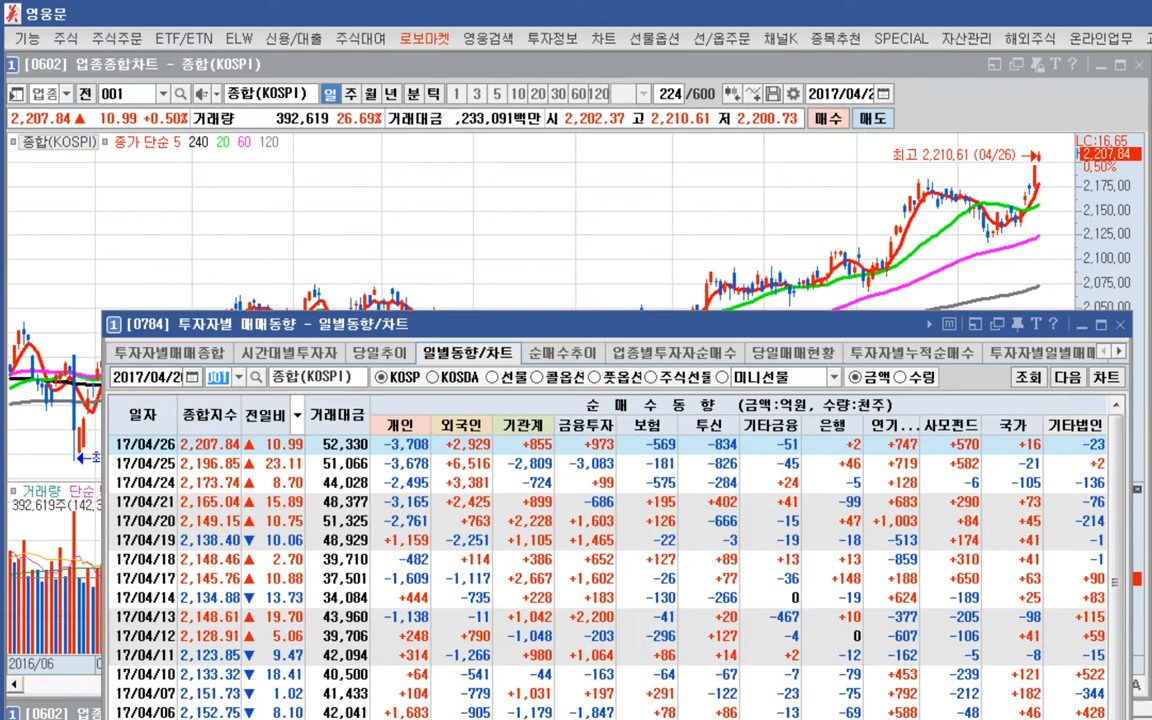 영웅문
기능 주식 주식주문 ETF/ETN ELW 신용/대출 주식대여 로보마켓 영웅검색 투자정보 차트 선물옵션 선/옵주문 채널K 종목추천 SPECIAL 자산관리 해외주식 온라인업무
1 [0602] 업종종합차트 - 종합(KOSPI)
업종 전 001 종합(KOSPI) 일 주 월 년 분 틱 1 3 5 10 20 30 60 120 224 /600 2017/04/2
2,207.84 ▲ 10.99 +0.50% 거래량 392,619 26.69% 거래대금 ,233,091백만 시 2,202.37 고 2,210.61 저 2,200.73 매수 매도
종합(KOSPI) 종가 단순 5 240 20 60 120
LC:16.65
최고 2,210.61 (04/26)
2,207.84
0.50%
2,175.00
2,150.00
2,125.00
2,100.00
2,075.00
2,050.00
1 [0784] 투자자별 매매동향 - 일별동향/차트
투자자별매매종합 시간대별투자자 당일추이 일별동향/차트 순매수추이 업종별투자자순매수 당일매매현황 투자자별누적순매수 투자자별일별매매
2017/04/2 001 종합(KOSPI) KOSP KOSDA 선물 콜옵션 풋옵션 주식선물 미니선물 금액 수량 조회 다음 차트
일자 종합지수 전일비 거래대금 순 매 수 동 향 (금액:억원, 수량:천주)
개인 외국인 기관계 금융투자 보험 투신 기타금융 은행 연기... 사모펀드 국가 기타법인
17/04/26 2,207.84 ▲ 10.99 52,330 -3,708 +2,929 +855 +973 -569 -834 -51 +2 +747 +570 +16 -23
17/04/25 2,196.85 ▲ 23.11 51,066 -3,678 +6,516 -2,809 -3,083 -181 -826 -45 +46 +719 +582 -21 +2
17/04/24 2,173.74 ▲ 8.70 44,028 -2,495 +3,381 -724 +99 -575 -284 +24 -5 +128 -6 -105 -136
17/04/21 2,165.04 ▲ 15.89 48,377 -3,165 +2,425 +899 -686 +195 +402 +41 -99 +683 +290 +73 -76
17/04/20 2,149.15 ▲ 10.75 51,325 -2,761 +763 +2,228 +1,603 +126 -666 -15 +47 +1,003 +84 +45 -214
17/04/19 2,138.40 ▼ 10.06 48,929 +1,159 -2,251 +1,105 +1,465 -22 -3 -19 -18 -513 +174 +41 -1
17/04/18 2,148.46 ▲ 2.70 39,710 -482 +114 +386 +652 +127 +89 +13 +13 -859 +310 +41 -1
17/04/17 2,145.76 ▲ 10.88 37,501 -1,609 -1,117 +2,667 +1,602 -26 +77 -36 +148 +188 +650 +63 +90
17/04/14 2,134.88 ▼ 13.73 34,084 +444 -735 +228 +183 -130 -266 0 -19 +624 -189 +25 +83
17/04/13 2,148.61 ▲ 19.70 43,960 -1,138 -11 +1,042 +2,200 -41 +20 -467 +10 -377 -205 -98 +115
17/04/12 2,128.91 ▲ 5.06 39,706 +248 +790 -1,048 -203 -296 +127 -4 0 -607 -106 +41 +59
17/04/11 2,123.85 ▼ 9.47 42,094 +314 -1,266 +980 +1,064 +86 +14 +2 -12 -162 -5 -8 -15
17/04/10 2,133.32 ▼ 18.41 40,500 +64 -541 -44 -163 -64 -67 -7 -79 +453 -239 +121 +522
17/04/07 2,151.73 ▼ 1.02 41,433 +104 -779 +1,031 +197 +291 -122 -23 -75 +792 -212 +182 -344
17/04/06 2,152.75 ▼ 8.10 42,041 +1,683 -905 -1,179 -1,847 +78 +86 -13 -69 +588 -48 +46 +428
거래량 단순
392,619주(142,3
2016/06
1 [0602] 업종